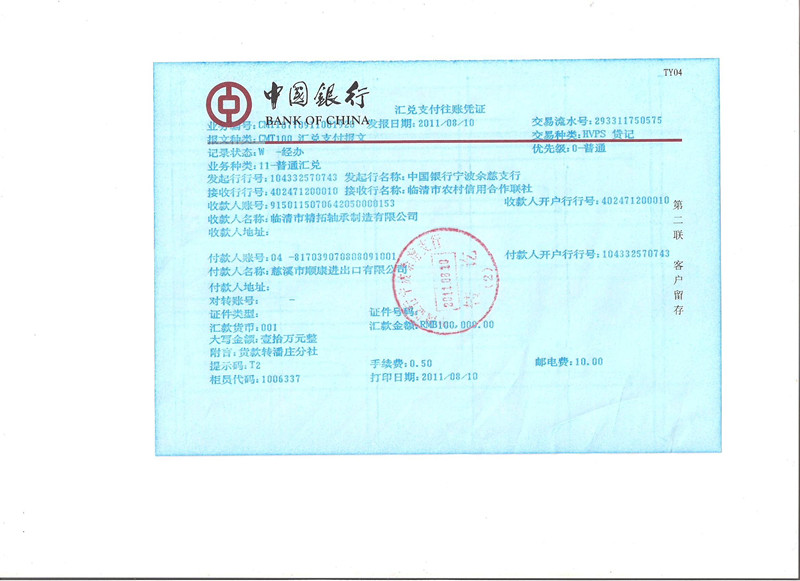 TY04
中國銀行
BANK OF CHINA
汇兑支付往账凭证
业务编号: 发报日期:2011/08/10 交易流水号:293311750575
报文种类:CMT100 汇兑支付报文 交易种类:HVPS 贷记
记录状态:W -经办 优先级:0-普通
业务种类:11-普通汇兑
发起行行号:104332570743 发起行名称:中国银行宁波余慈支行
接收行行号:402471200010 接收行名称:临清市农村信用合作联社
收款人账号:9150115070642050000153 收款人开户行行号:402471200010
收款人名称:临清市精拓轴承制造有限公司
收款人地址:
付款人账号:04 -817039070808091001 付款人开户行行号:104332570743
付款人名称:慈溪市顺康进出口有限公司
付款人地址:
对转账号: -
证件类型: 证件号码:
汇款货币:001 汇款金额:RMB100,000.00
大写金额:壹拾万元整
附言:货款转潘庄分社
提示码:T2 手续费:0.50 邮电费:10.00
柜员代码:1006337 打印日期:2011/08/10
第二联 客户留存
2011.08.10
(2)